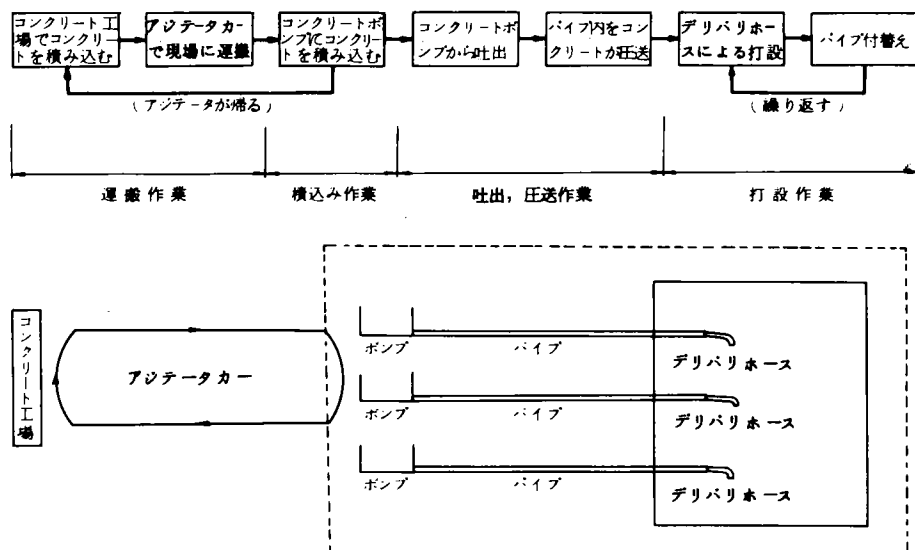 コンクリート工
場でコンクリー
トを積み込む
アジテータカー
で現場に運搬
コンクリートポ
ンプにコンクリー
トを積み込む
コンクリートポ
ンプから吐出
パイプ内をコン
クリートが圧送
デリバリホー
スによる打設
パイプ付替え
(アジテータが帰る)
(繰り返す)
運搬作業
積込み作業
吐出，圧送作業
打設作業
コンクリート工場
アジテータカー
ポンプ
パイプ
デリバリホース
ポンプ
パイプ
デリバリホース
ポンプ
パイプ
デリバリホース